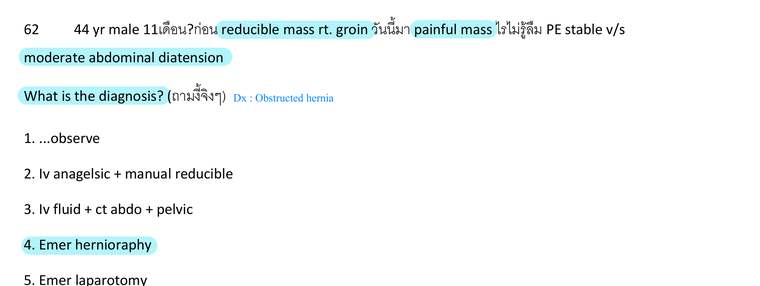 62 44 yr male 11เดือน?ก่อน reducible mass rt. groin วันนี้มา painful mass ไรไม่รู้ลืม PE stable v/s
moderate abdominal diatension
What is the diagnosis? (ถามงี้จิงๆ) Dx : Obstructed hernia
1. ...observe
2. Iv anagelsic + manual reducible
3. Iv fluid + ct abdo + pelvic
4. Emer hernioraphy
5. Emer laparotomy